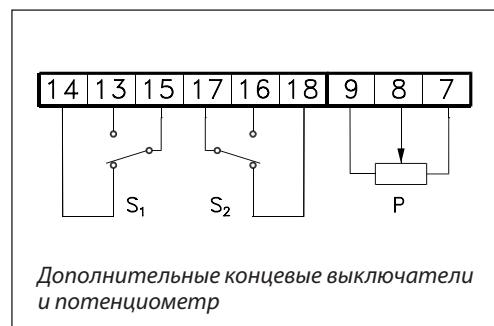 14 13 15 17 16 18 9 8 7
S₁ S₂ P
Дополнительные концевые выключатели
и потенциометр